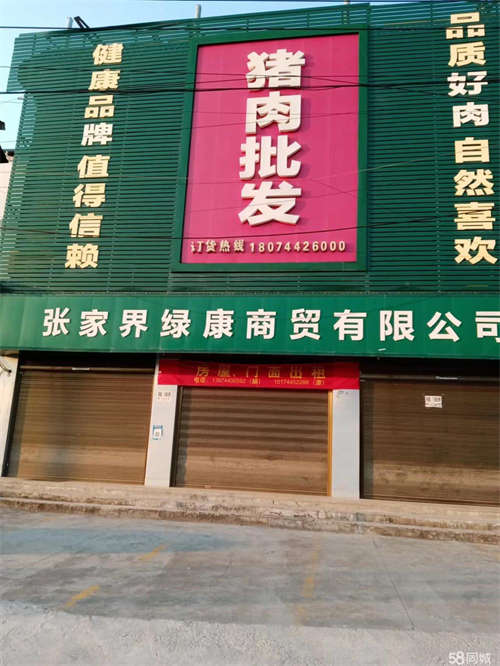 健康品牌值得信赖
猪肉批发
订货热线 18074426000
品质好肉自然喜欢
张家界绿康商贸有限公司
房屋、门面出租
58同城